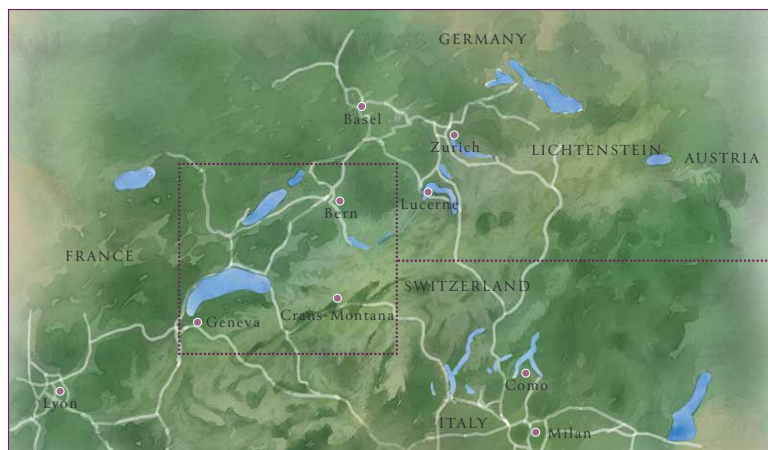 GERMANY
Basel
Zurich
LICHTENSTEIN
AUSTRIA
Lucerne
Bern
FRANCE
SWITZERLAND
Crans-Montana
Geneva
Como
Lyon
ITALY
Milan